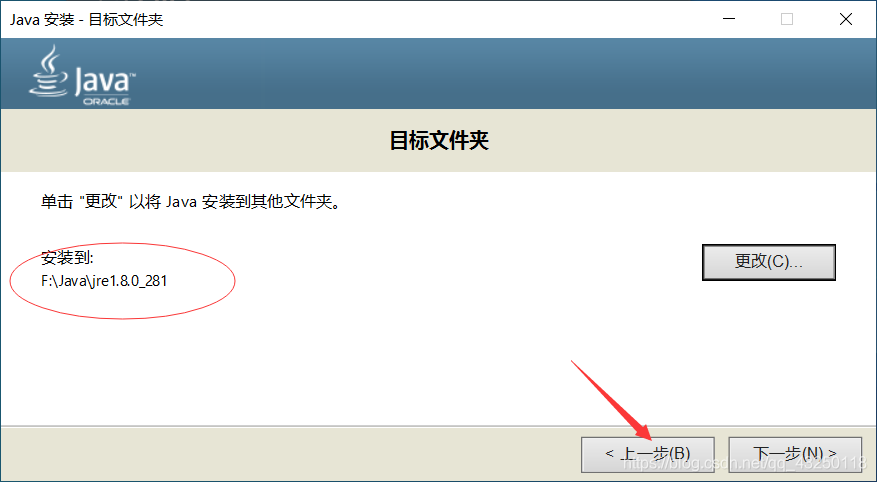 Java 安装 - 目标文件夹
Java™
ORACLE
目标文件夹
单击 "更改" 以将 Java 安装到其他文件夹。
安装到:
更改(C)...
F:\Java\jre1.8.0_281
< 上一步(B)
下一步(N) >
https://blog.csdn.net/qq_43250118